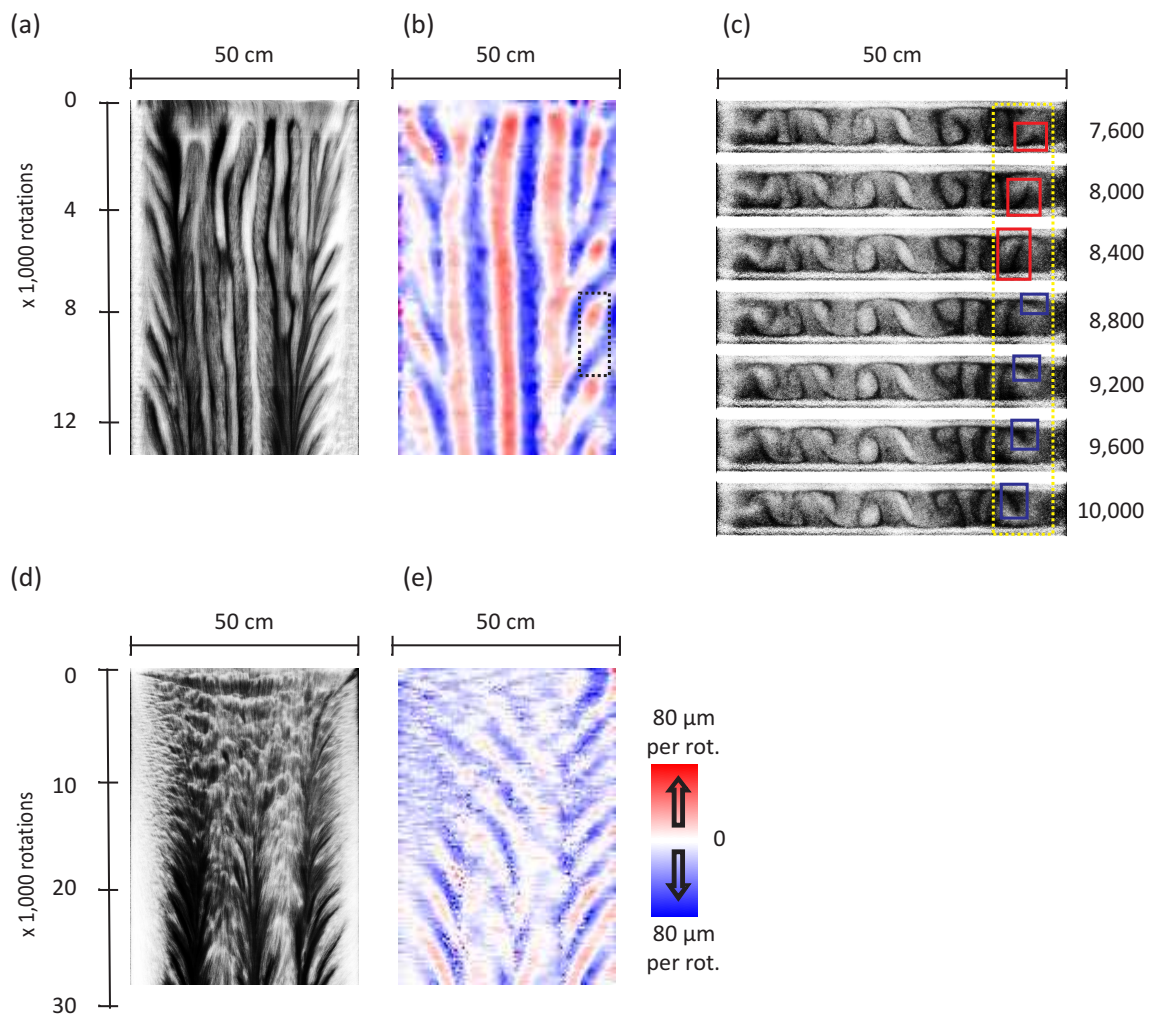 (a)
(b)
(c)
50 cm
50 cm
50 cm
0
4
8
12
x 1,000 rotations
7,600
8,000
8,400
8,800
9,200
9,600
10,000
(d)
(e)
50 cm
50 cm
0
10
20
30
x 1,000 rotations
80 µm
per rot.
0
80 µm
per rot.